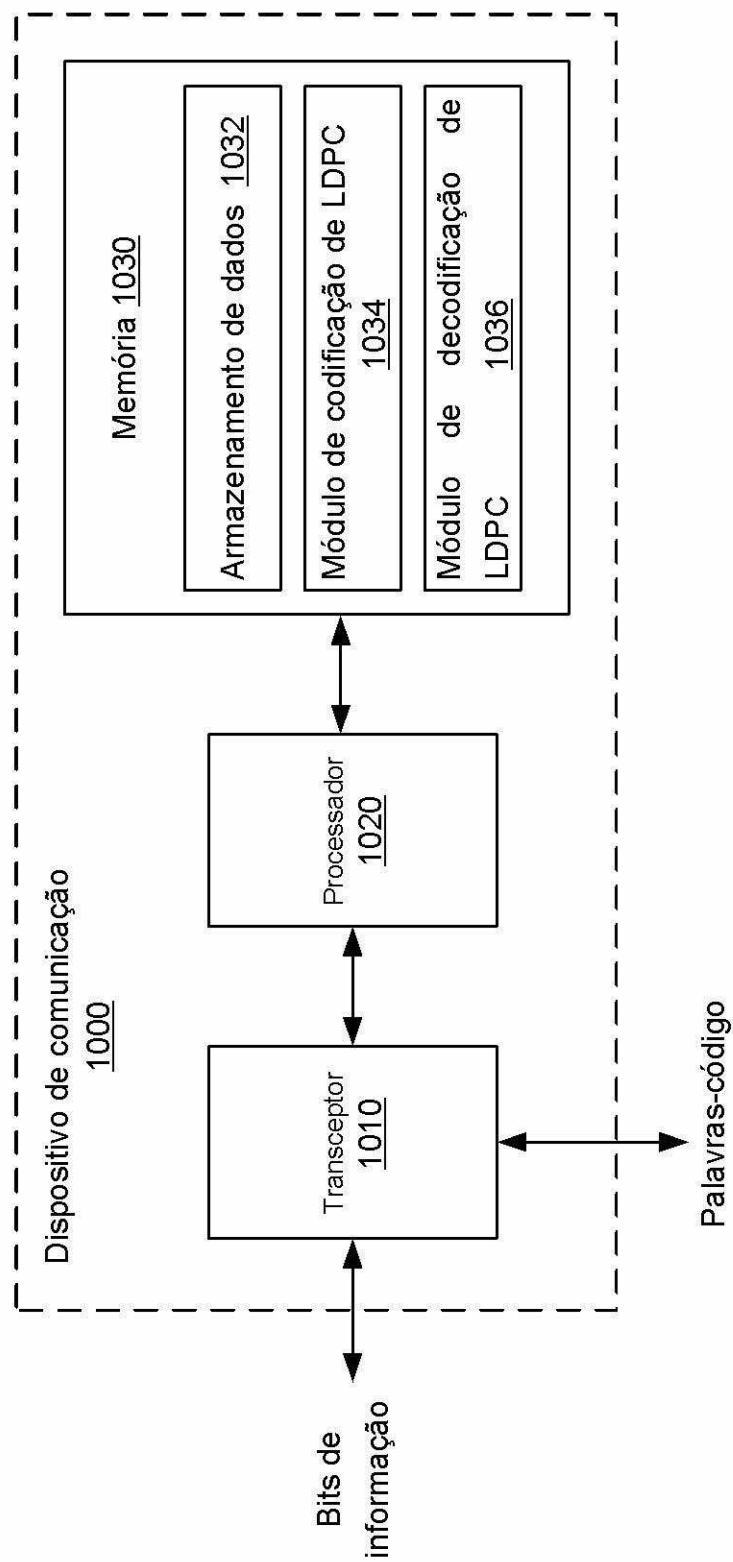 Dispositivo de comunicação
1000
Bits de
informação
Transceptor
1010
Palavras-código
Processador
1020
Memória 1030
Armazenamento de dados 1032
Módulo de codificação de LDPC
1034
Módulo de decodificação de
LDPC 1036